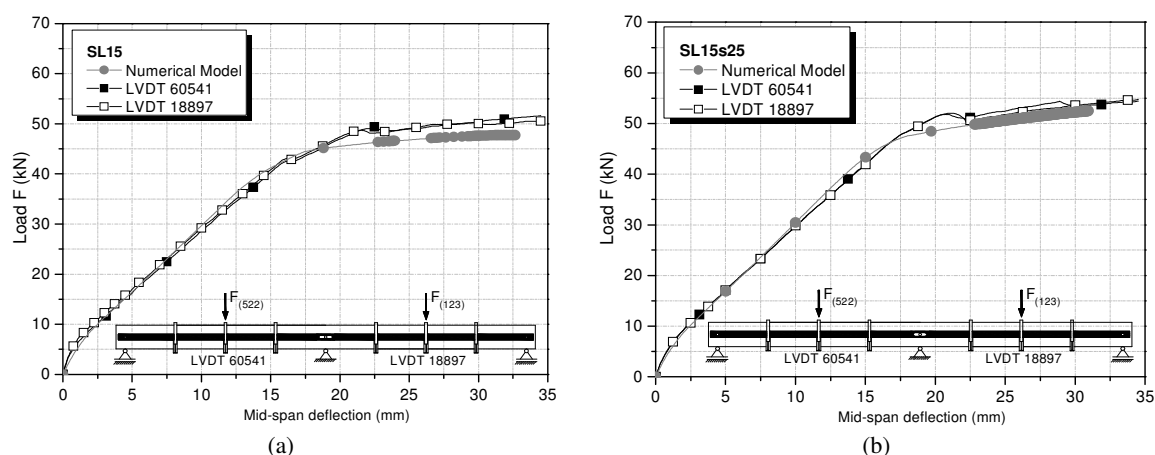 70
60
50
40
30
20
10
0
Load F (kN)
SL15
Numerical Model
LVDT 60541
LVDT 18897
F(522)
F(123)
LVDT 60541
LVDT 18897
0 5 10 15 20 25 30 35
Mid-span deflection (mm)
(a)
70
60
50
40
30
20
10
0
Load F (kN)
SL15s25
Numerical Model
LVDT 60541
LVDT 18897
F(522)
F(123)
LVDT 60541
LVDT 18897
0 5 10 15 20 25 30 35
Mid-span deflection (mm)
(b)